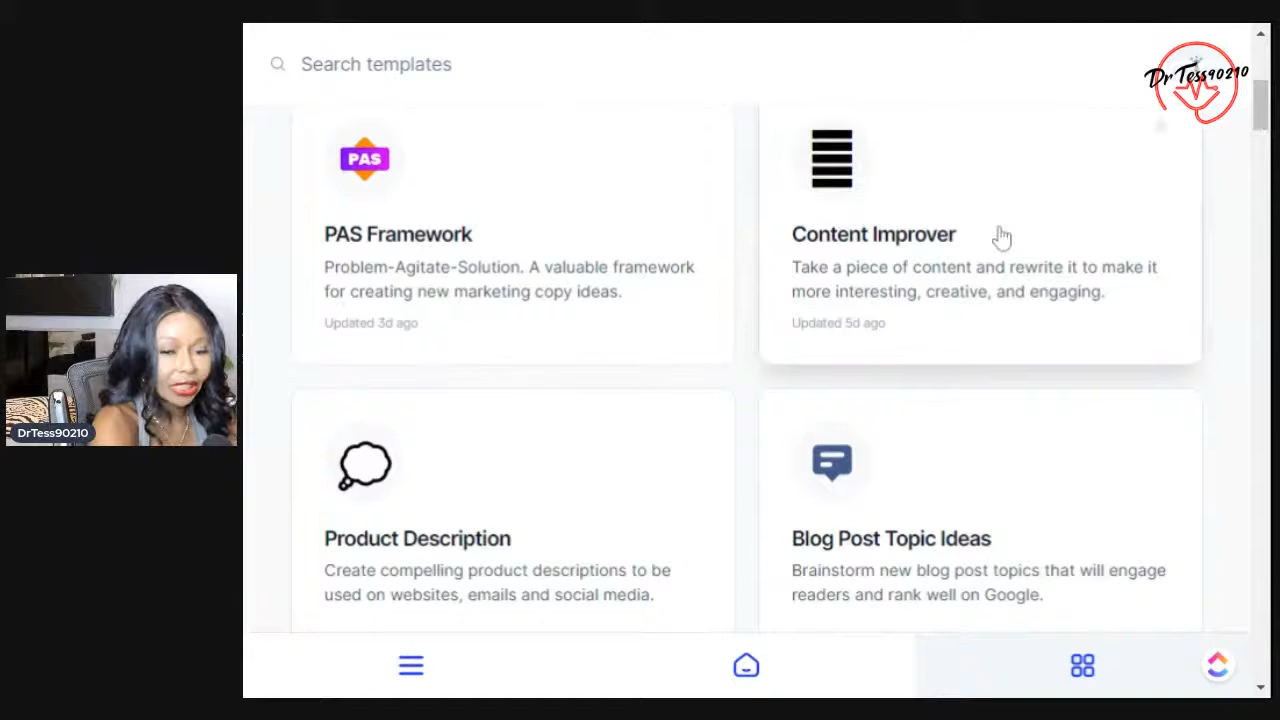 Search templates
DrTess90210
PAS
PAS Framework
Problem-Agitate-Solution. A valuable framework
for creating new marketing copy ideas.
Updated 3d ago
Content Improver
Take a piece of content and rewrite it to make it
more interesting, creative, and engaging.
Updated 5d ago
DrTess90210
Product Description
Create compelling product descriptions to be
used on websites, emails and social media.
Blog Post Topic Ideas
Brainstorm new blog post topics that will engage
readers and rank well on Google.